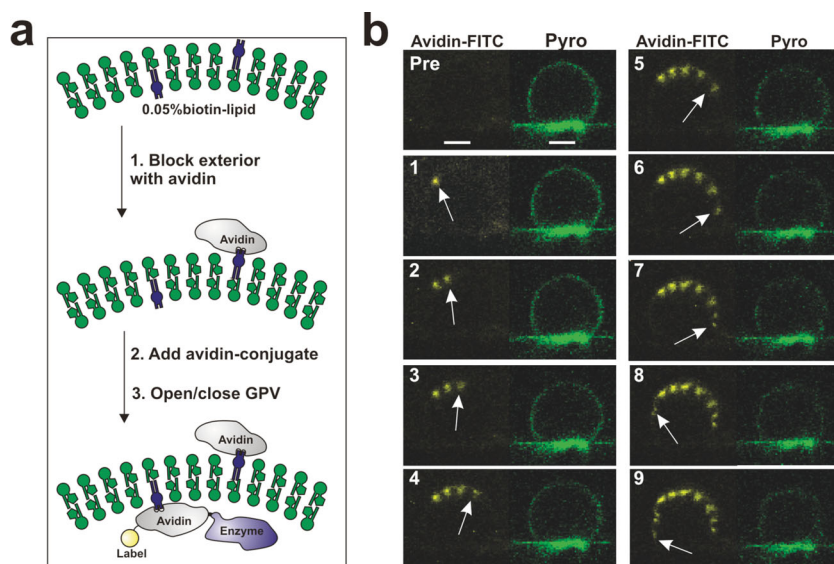 a
0.05%biotin-lipid
1. Block exterior
with avidin
Avidin
2. Add avidin-conjugate
3. Open/close GPV
Avidin
Avidin
Enzyme
Label
b
Avidin-FITC Pyro
Pre
1
2
3
4
Avidin-FITC Pyro
5
6
7
8
9